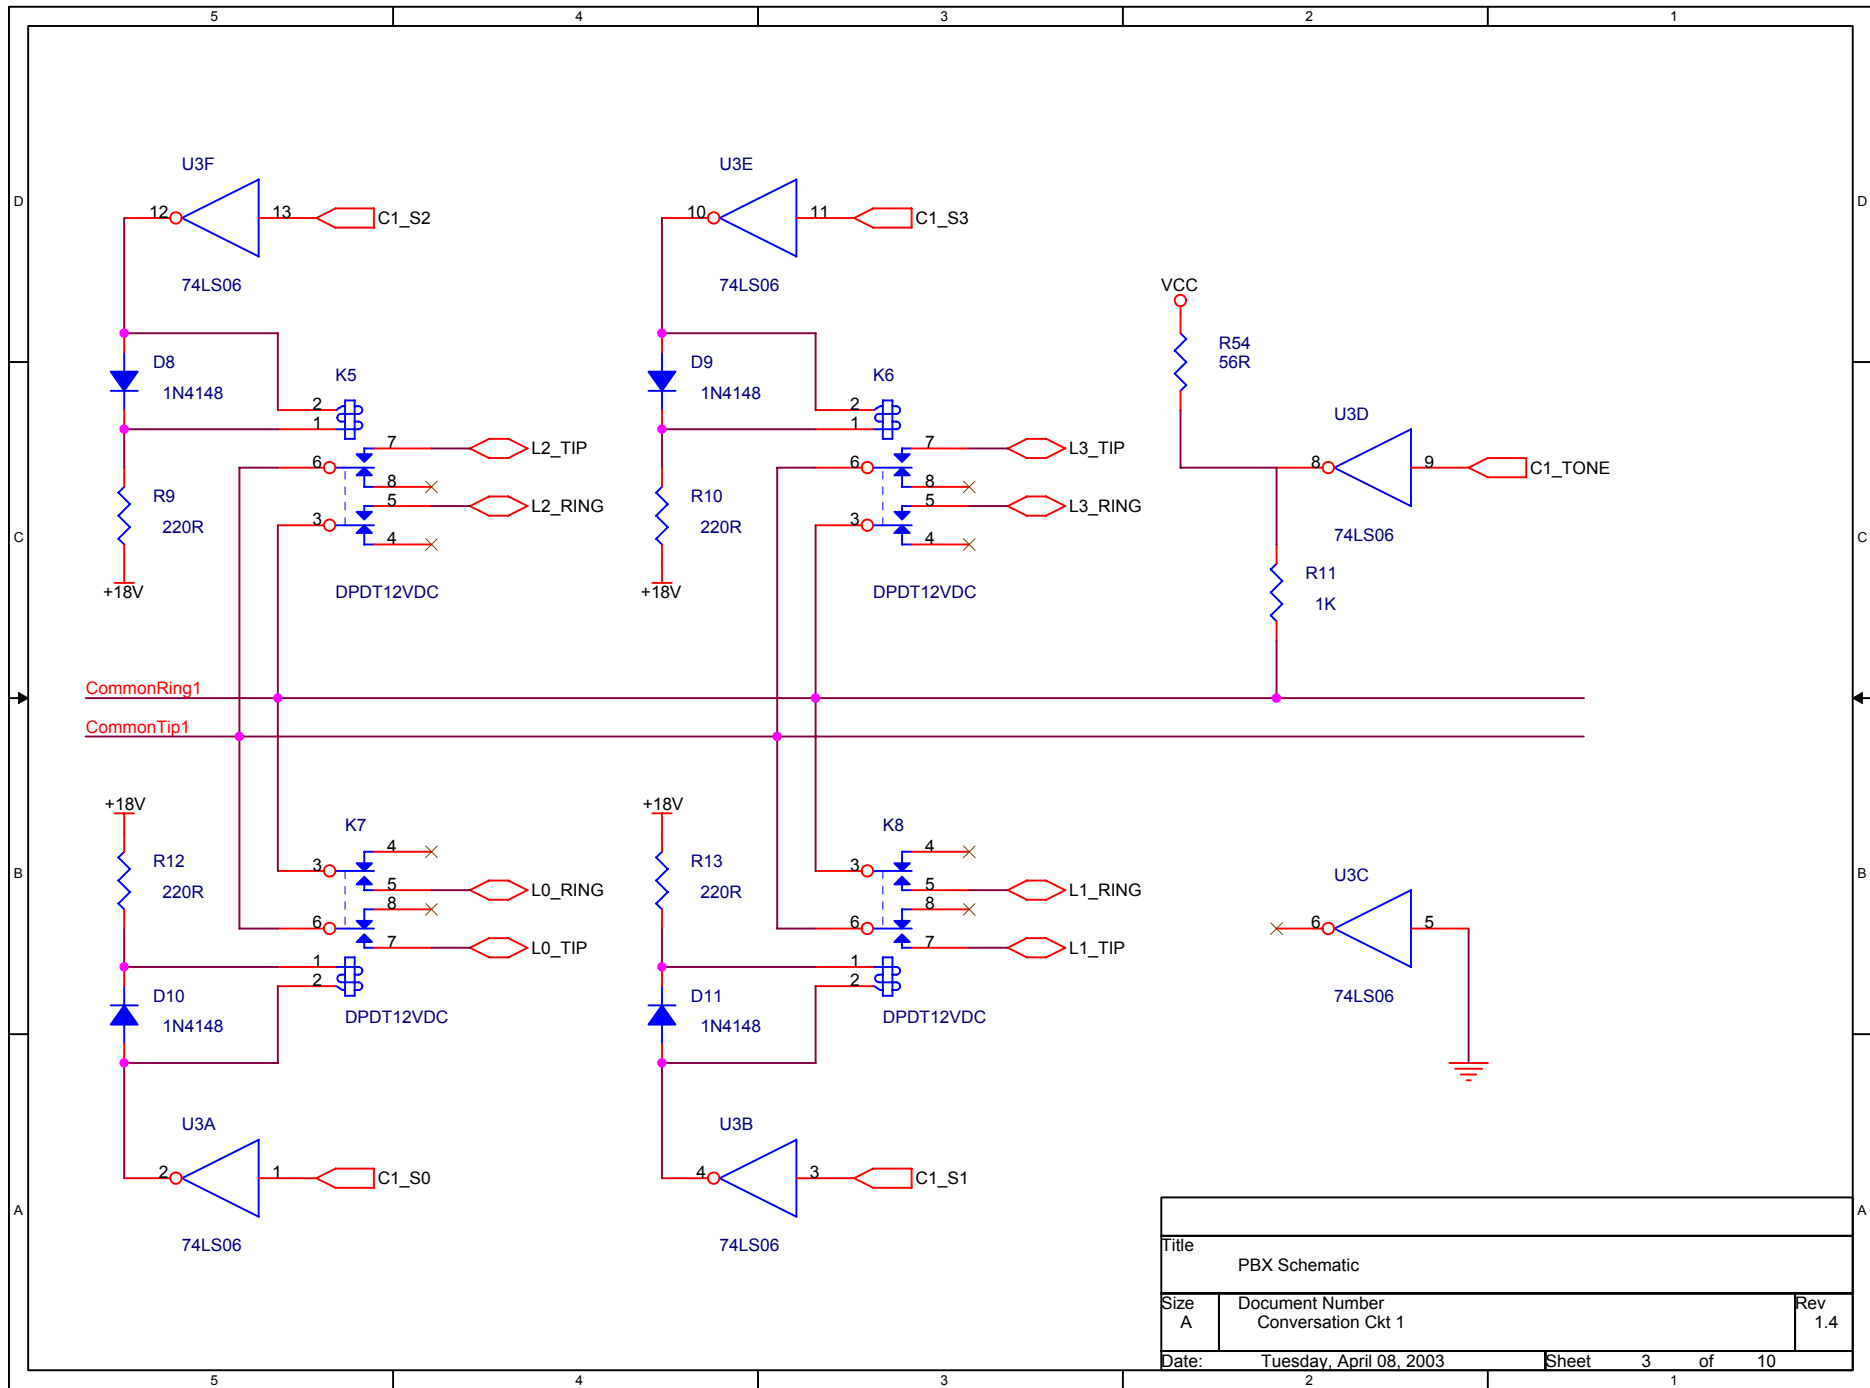 5 4 3 2 1
D D
C C
B B
A A
U3F
12 13 C1_S2
74LS06
U3E
10 11 C1_S3
74LS06
D8
1N4148
K5
2
1
7 L2_TIP
6
8
5 L2_RING
3
4
R9
220R
+18V
DPDT12VDC
D9
1N4148
K6
2
1
7 L3_TIP
6
8
5 L3_RING
3
4
R10
220R
+18V
DPDT12VDC
VCC
R54
56R
U3D
8 9 C1_TONE
74LS06
R11
1K
CommonRing1
CommonTip1
+18V
R12
220R
K7
4
3
5 L0_RING
8
6
7 L0_TIP
1
2
D10
1N4148
DPDT12VDC
U3A
2 1 C1_S0
74LS06
+18V
R13
220R
K8
4
3
5 L1_RING
8
6
7 L1_TIP
1
2
D11
1N4148
DPDT12VDC
U3B
4 3 C1_S1
74LS06
U3C
6 5
74LS06
Title
PBX Schematic
Size Document Number Rev
A Conversation Ckt 1 1.4
Date: Tuesday, April 08, 2003 Sheet 3 of 10
5 4 3 2 1